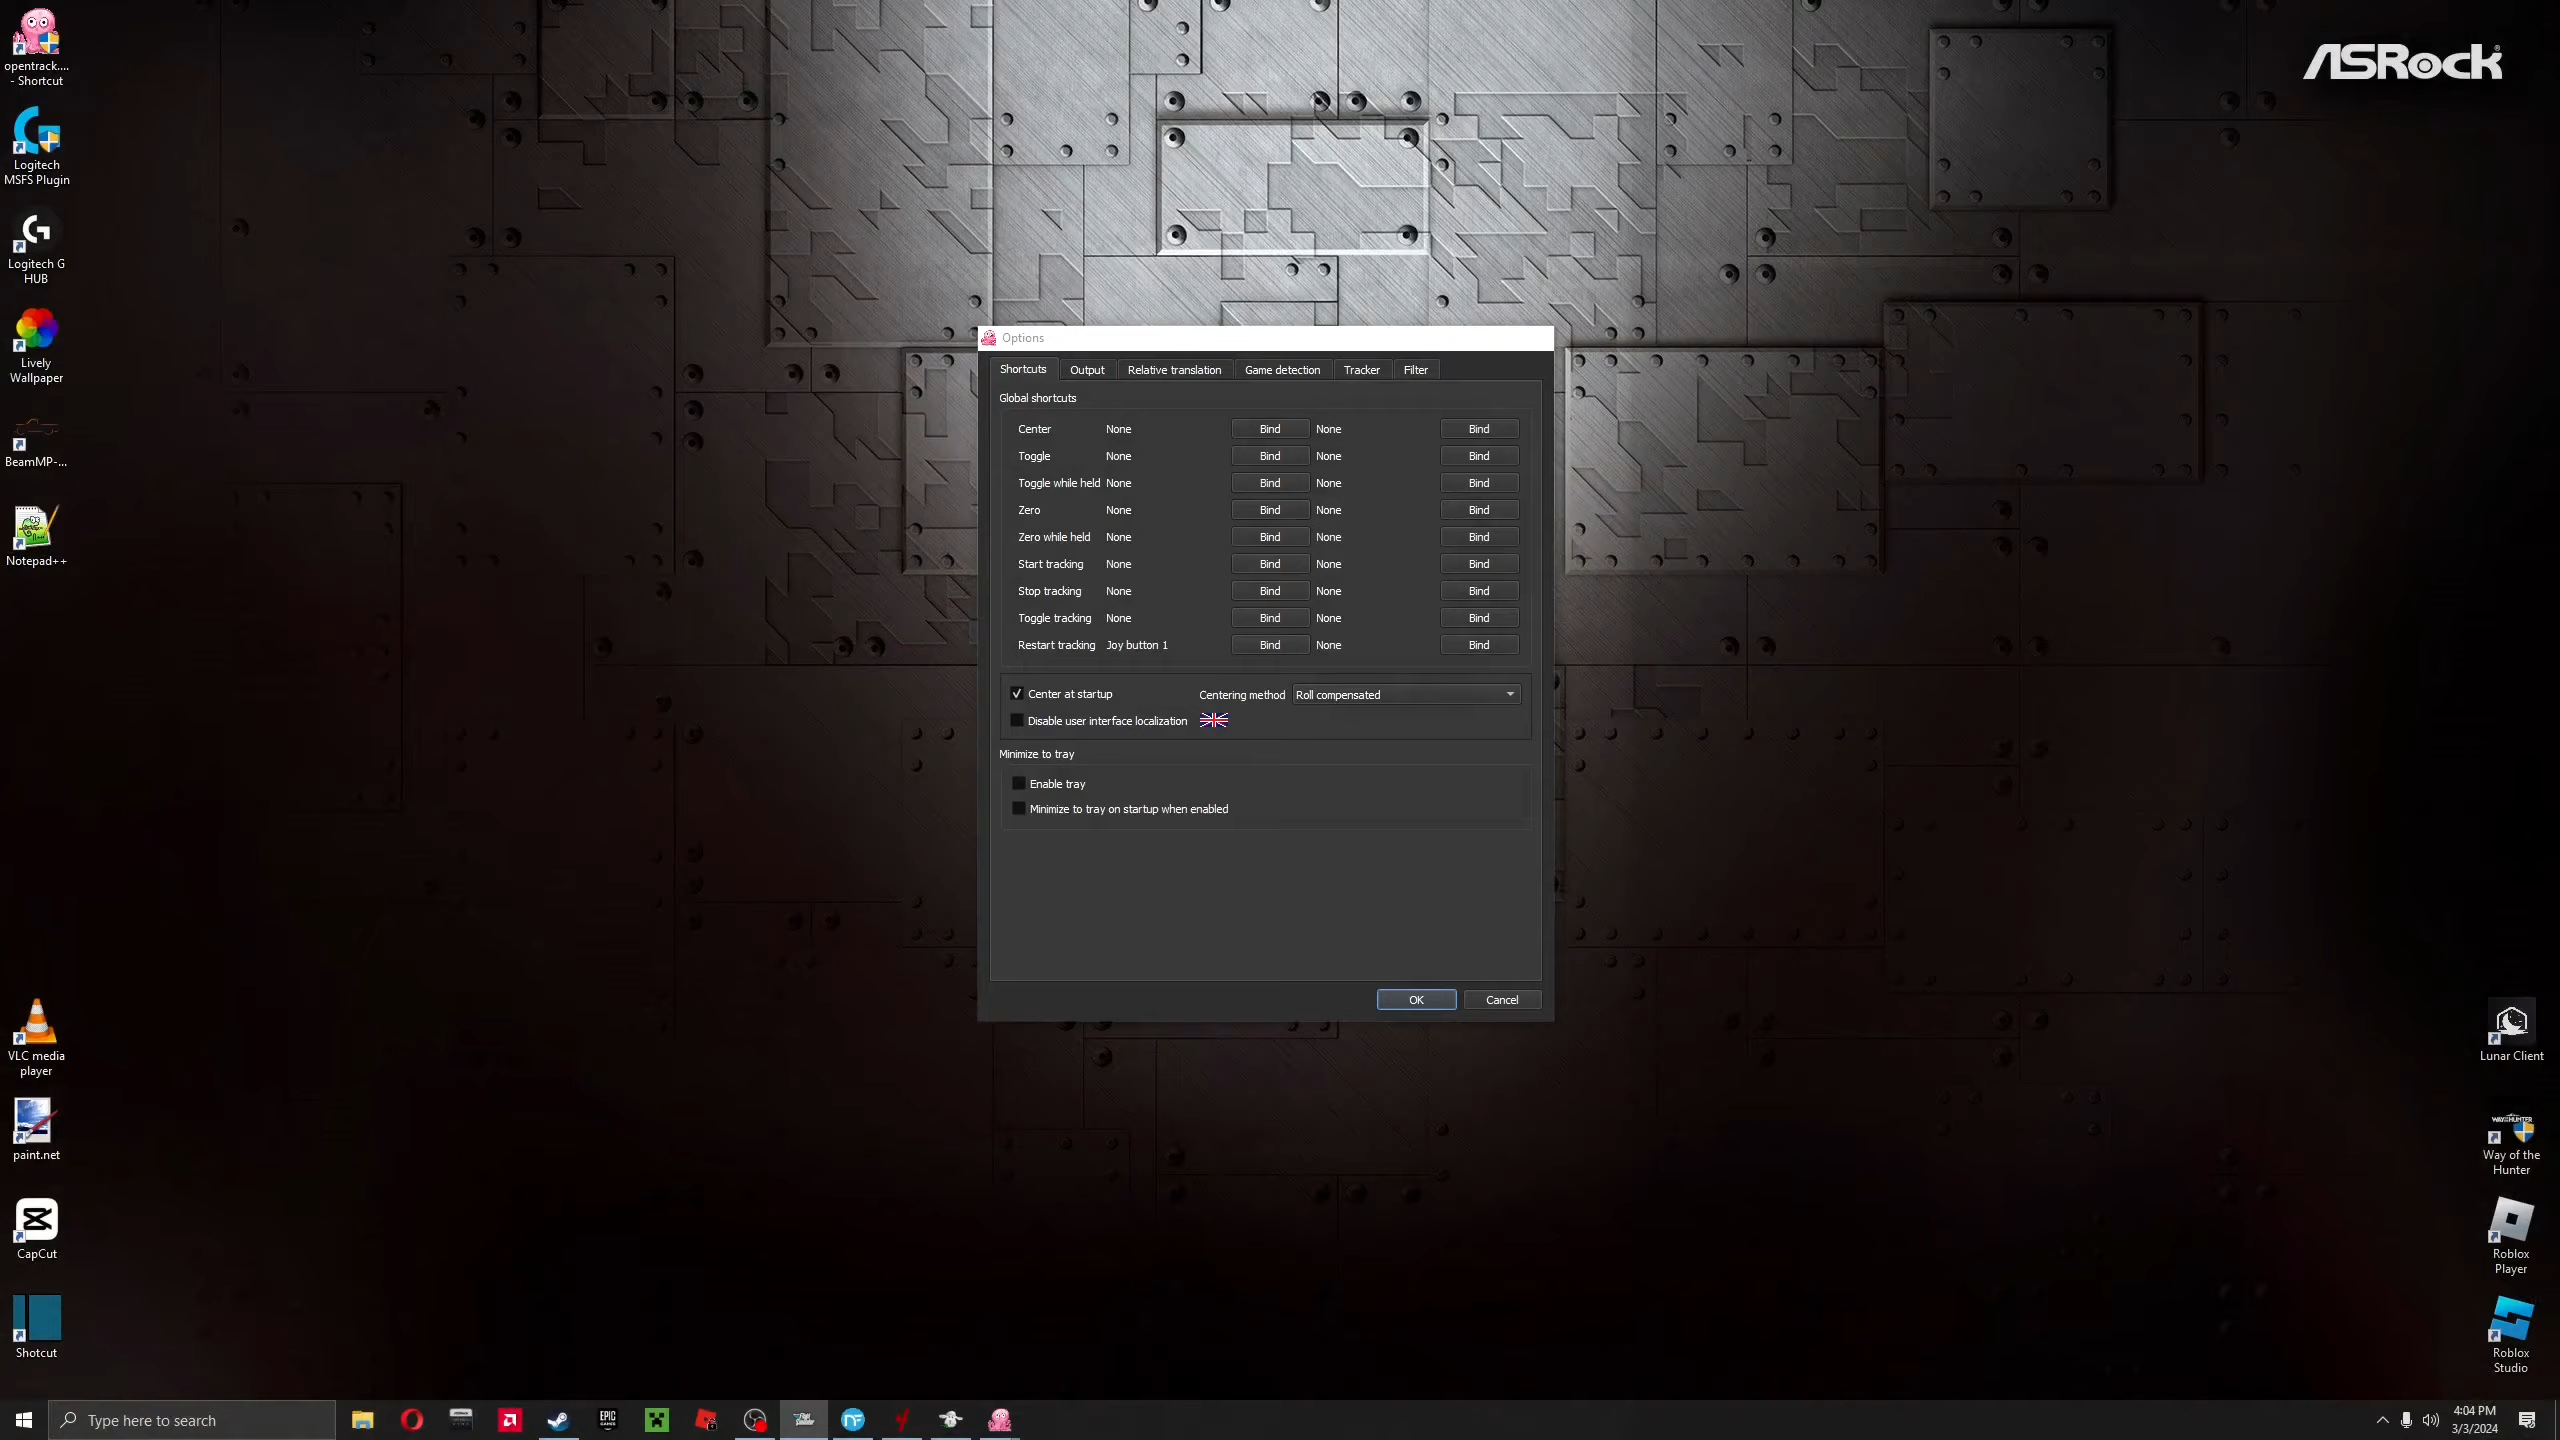 opentrack....
- Shortcut
Logitech
MSFS Plugin
Logitech G
HUB
Lively
Wallpaper
BeamMP-...
Notepad++
VLC media
player
paint.net
CapCut
Shotcut
ASRock
Options
Shortcuts Output Relative translation Game detection Tracker Filter
Global shortcuts
Center None Bind None Bind
Toggle None Bind None Bind
Toggle while held None Bind None Bind
Zero None Bind None Bind
Zero while held None Bind None Bind
Start tracking None Bind None Bind
Stop tracking None Bind None Bind
Toggle tracking None Bind None Bind
Restart tracking Joy button 1 Bind None Bind
Center at startup Centering method Roll compensated
Disable user interface localization
Minimize to tray
Enable tray
Minimize to tray on startup when enabled
OK Cancel
Lunar Client
WAY OF THE HUNTER
Way of the
Hunter
Roblox
Player
Roblox
Studio
Type here to search
EPIC
GAMES
4:04 PM
3/3/2024